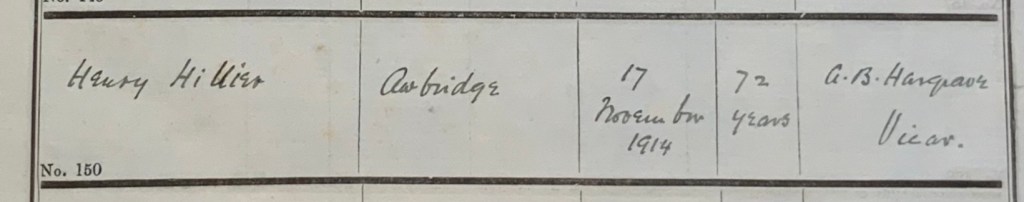 Henry Hillier
Awbridge
17
November
1914
72
years
A. B. Hargrave
Vicar.
No. 150